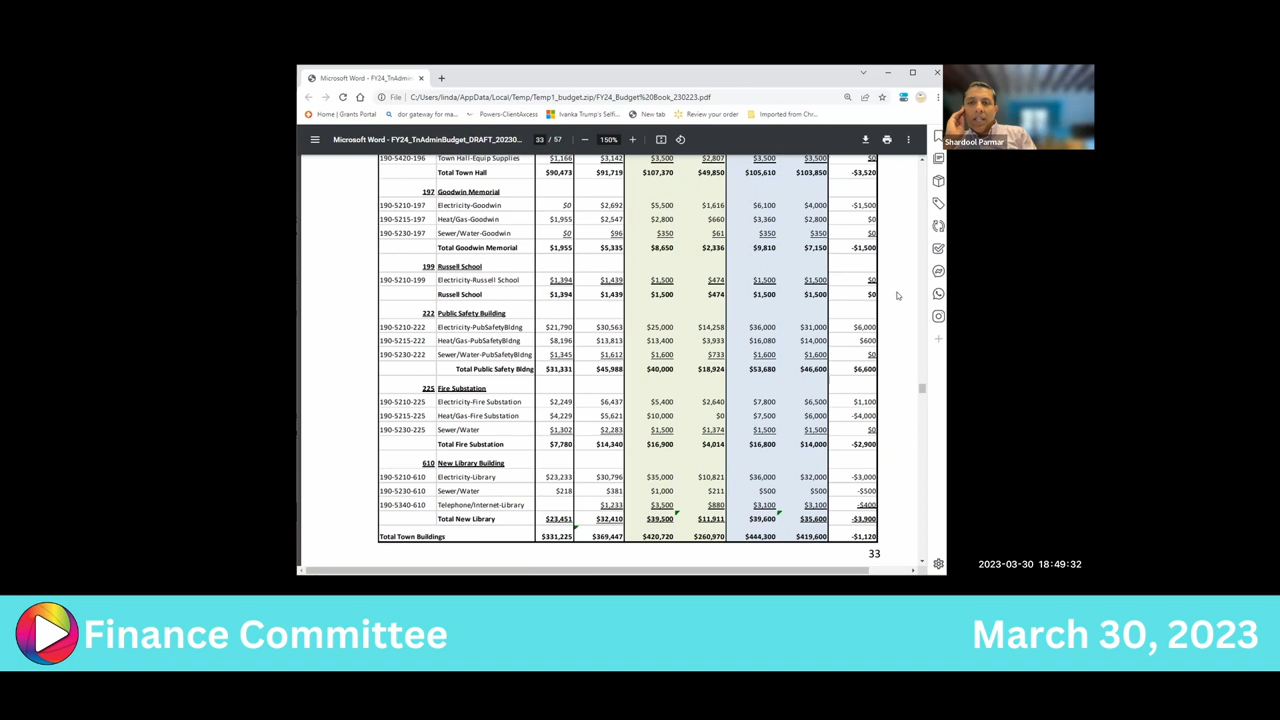 Microsoft Word - FY24_TnAdmin
File C:/Users/linda/AppData/Local/Temp/Temp1_budget.zip/FY24_Budget%20Book_230223.pdf
Home | Grants Portal dor gateway for ma... Powers-ClientAxcess Ivanka Trump's Selfi... New tab Review your order Imported from Chr...
Microsoft Word - FY24_TnAdminBudget_DRAFT_20230... 33 / 57 150%
Shardool Parmar
190-5420-196 Town Hall-Equip Supplies $1,166 $3,142 $3,500 $2,807 $3,500 $3,500 $0
Total Town Hall $90,473 $91,719 $107,370 $49,850 $105,610 $103,850 -$3,520
197 Goodwin Memorial
190-5210-197 Electricity-Goodwin $0 $2,692 $5,500 $1,616 $6,100 $4,000 -$1,500
190-5215-197 Heat/Gas-Goodwin $1,955 $2,547 $2,800 $660 $3,360 $2,800 $0
190-5230-197 Sewer/Water-Goodwin $0 $96 $350 $61 $350 $350 $0
Total Goodwin Memorial $1,955 $5,335 $8,650 $2,336 $9,810 $7,150 -$1,500
199 Russell School
190-5210-199 Electricity-Russell School $1,394 $1,439 $1,500 $474 $1,500 $1,500 $0
Russell School $1,394 $1,439 $1,500 $474 $1,500 $1,500 $0
222 Public Safety Building
190-5210-222 Electricity-PubSafetyBldng $21,790 $30,563 $25,000 $14,258 $36,000 $31,000 $6,000
190-5215-222 Heat/Gas-PubSafetyBldng $8,196 $13,813 $13,400 $3,933 $16,080 $14,000 $600
190-5230-222 Sewer/Water-PubSafetyBldng $1,345 $1,612 $1,600 $733 $1,600 $1,600 $0
Total Public Safety Bldng $31,331 $45,988 $40,000 $18,924 $53,680 $46,600 $6,600
225 Fire Substation
190-5210-225 Electricity-Fire Substation $2,249 $6,437 $5,400 $2,640 $7,800 $6,500 $1,100
190-5215-225 Heat/Gas-Fire Substation $4,229 $5,621 $10,000 $0 $7,500 $6,000 -$4,000
190-5230-225 Sewer/Water $1,302 $2,283 $1,500 $1,374 $1,500 $1,500 $0
Total Fire Substation $7,780 $14,340 $16,900 $4,014 $16,800 $14,000 -$2,900
610 New Library Building
190-5210-610 Electricity-Library $23,233 $30,796 $35,000 $10,821 $36,000 $32,000 -$3,000
190-5230-610 Sewer/Water $218 $381 $1,000 $211 $500 $500 -$500
190-5340-610 Telephone/Internet-Library $1,233 $3,500 $880 $3,100 $3,100 -$400
Total New Library $23,451 $32,410 $39,500 $11,911 $39,600 $35,600 -$3,900
Total Town Buildings $331,225 $369,447 $420,720 $260,970 $444,300 $419,600 -$1,120
33
2023-03-30 18:49:32
Finance Committee March 30, 2023